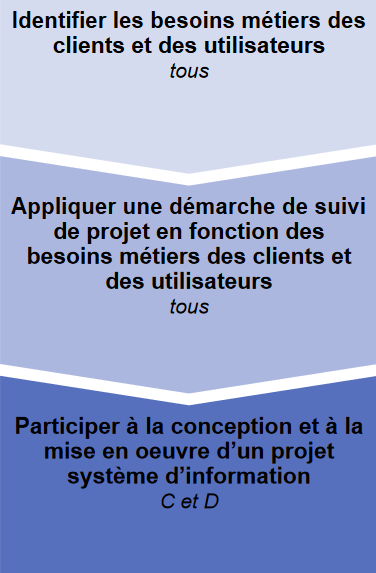 Identifier les besoins métiers des
clients et des utilisateurs
tous
Appliquer une démarche de suivi
de projet en fonction des
besoins métiers des clients et
des utilisateurs
tous
Participer à la conception et à la
mise en oeuvre d’un projet
système d’information
C et D